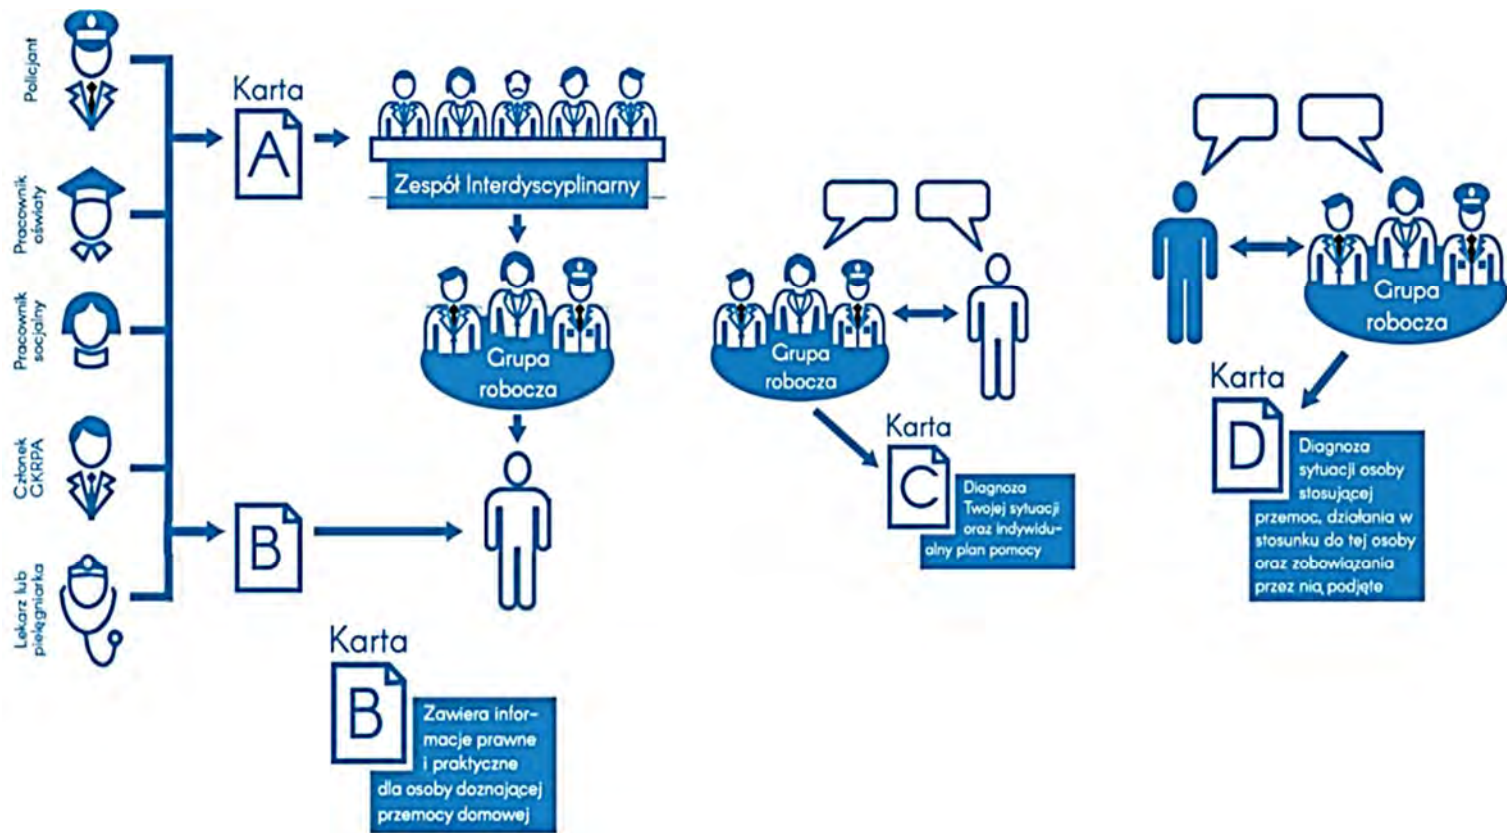 Policjant
Pracownik
oświaty
Pracownik
socjalny
Członek
GKRPA
Lekarz lub
pielęgniarka
Karta
A
Zespół Interdyscyplinarny
Grupa
robocza
B
Karta
B
Zawiera infor-
macje prawne
i praktyczne
dla osoby doznającej
przemocy domowej
Grupa
robocza
Karta
C
Diagnoza
Twojej sytuacji
oraz indywidu-
alny plan pomocy
Grupa
robocza
Karta
D
Diagnoza
sytuacji osoby
stosującej
przemoc, działania w
stosunku do tej osoby
oraz zobowiązania
przez nią podjęte